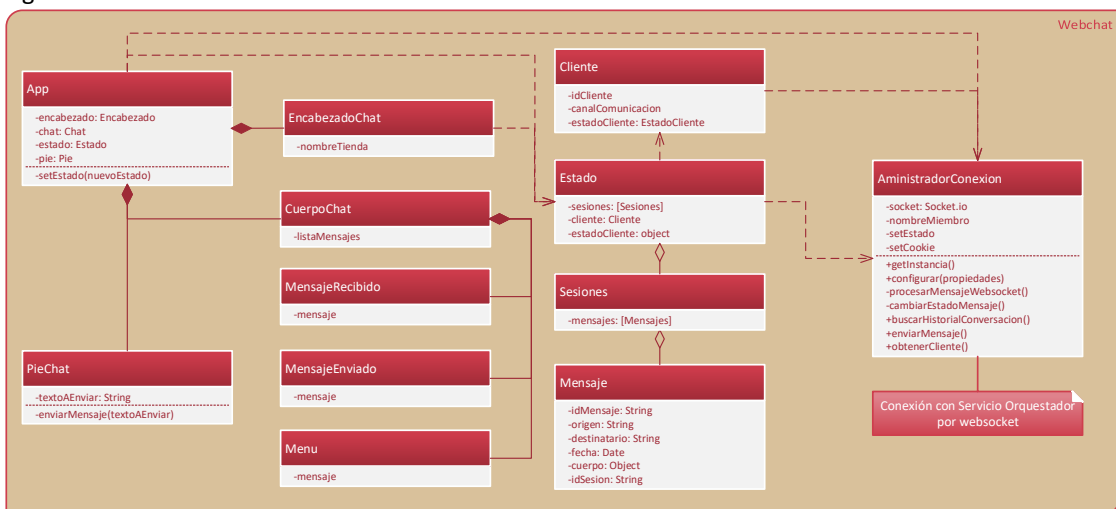 Webchat
App
-encabezado: Encabezado
-chat: Chat
-estado: Estado
-pie: Pie
-setEstado(nuevoEstado)
EncabezadoChat
-nombreTienda
CuerpoChat
-listaMensajes
MensajeRecibido
-mensaje
MensajeEnviado
-mensaje
Menu
-mensaje
PieChat
-textoAEnviar: String
-enviarMensaje(textoAEnviar)
Cliente
-idCliente
-canalComunicacion
-estadoCliente: EstadoCliente
Estado
-sesiones: [Sesiones]
-cliente: Cliente
-estadoCliente: object
Sesiones
-mensajes: [Mensajes]
Mensaje
-idMensaje: String
-origen: String
-destinatario: String
-fecha: Date
-cuerpo: Object
-idSesion: String
AministradorConexion
-socket: Socket.io
-nombreMiembro
-setEstado
-setCookie
+getInstancia()
+configurar(propiedades)
-procesarMensajeWebsocket()
-cambiarEstadoMensaje()
+buscarHistorialConversacion()
+enviarMensaje()
+obtenerCliente()
Conexión con Servicio Orquestador
por websocket